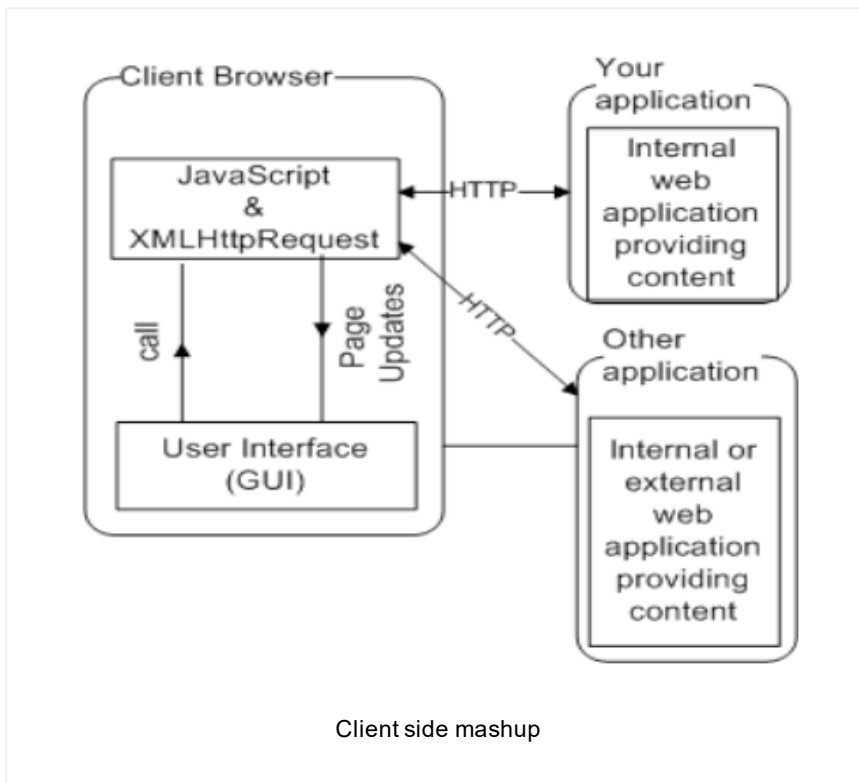 Client Browser
JavaScript
&
XMLHttpRequest
call
Page
Updates
User Interface
(GUI)
HTTP
HTTP
Your
application
Internal
web
application
providing
content
Other
application
Internal or
external
web
application
providing
content
Client side mashup